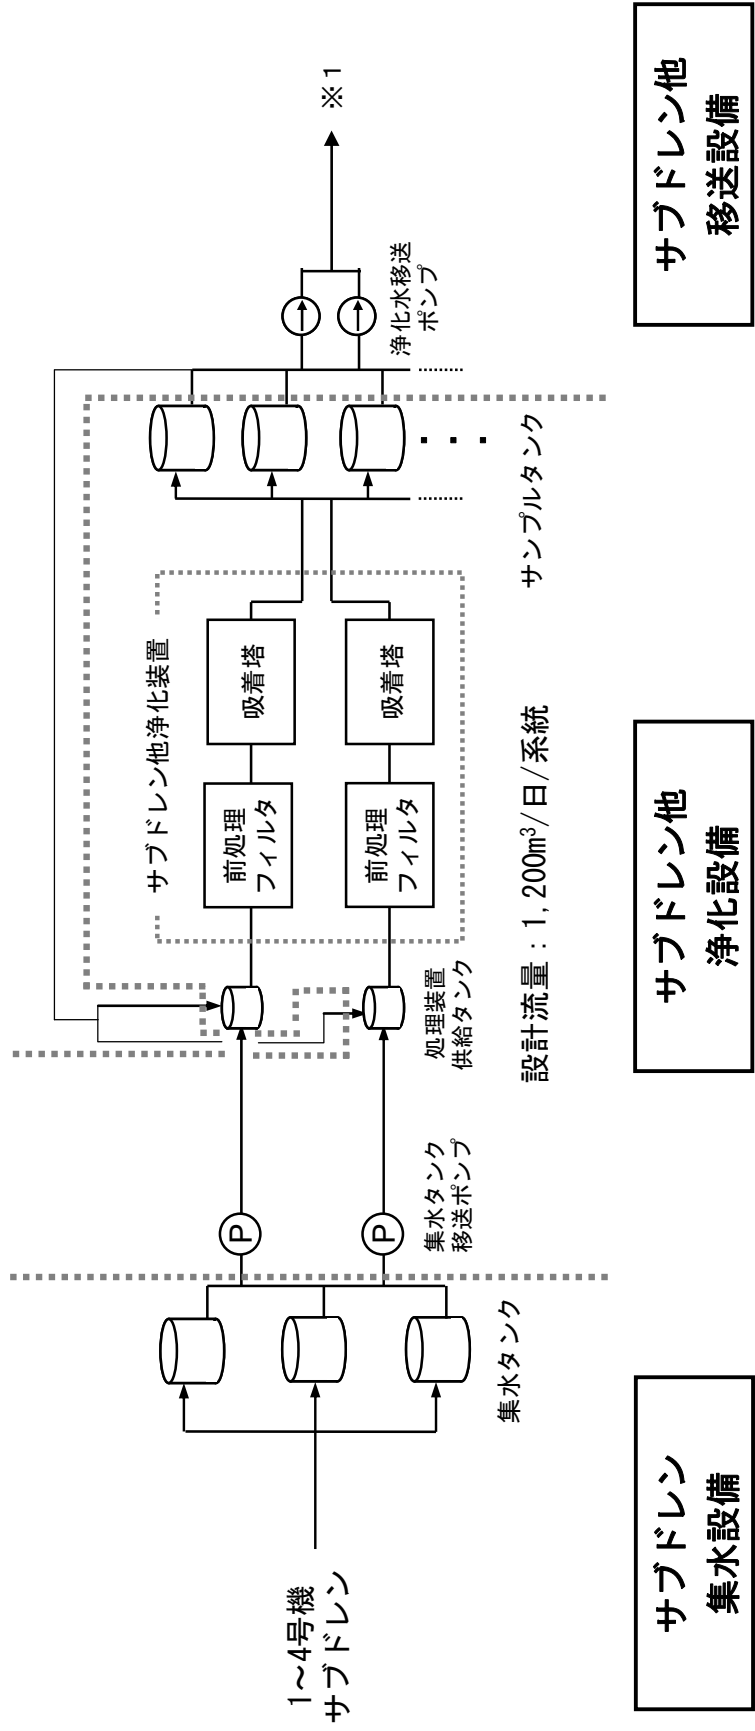 1～4号機
サブドレン
集水タンク
P
P
集水タンク
移送ポンプ
処理装置
供給タンク
サブドレン他浄化装置
前処理
フィルタ
吸着塔
前処理
フィルタ
吸着塔
設計流量：1,200m³/日/系統
サンプルタンク
・・・
浄化水移送
ポンプ
※1
サブドレン
集水設備
サブドレン他
浄化設備
サブドレン他
移送設備